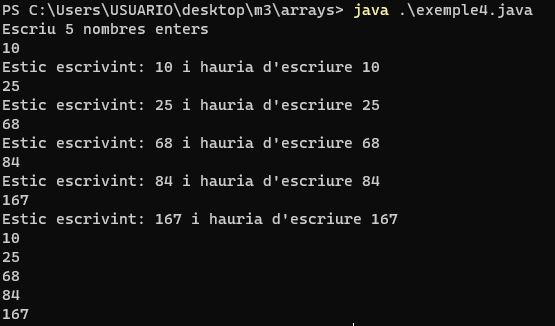 PS C:\Users\USUARIO\desktop\m3\arrays> java .\exemple4.java
Escriu 5 nombres enters
10
Estic escrivint: 10 i hauria d'escriure 10
25
Estic escrivint: 25 i hauria d'escriure 25
68
Estic escrivint: 68 i hauria d'escriure 68
84
Estic escrivint: 84 i hauria d'escriure 84
167
Estic escrivint: 167 i hauria d'escriure 167
10
25
68
84
167